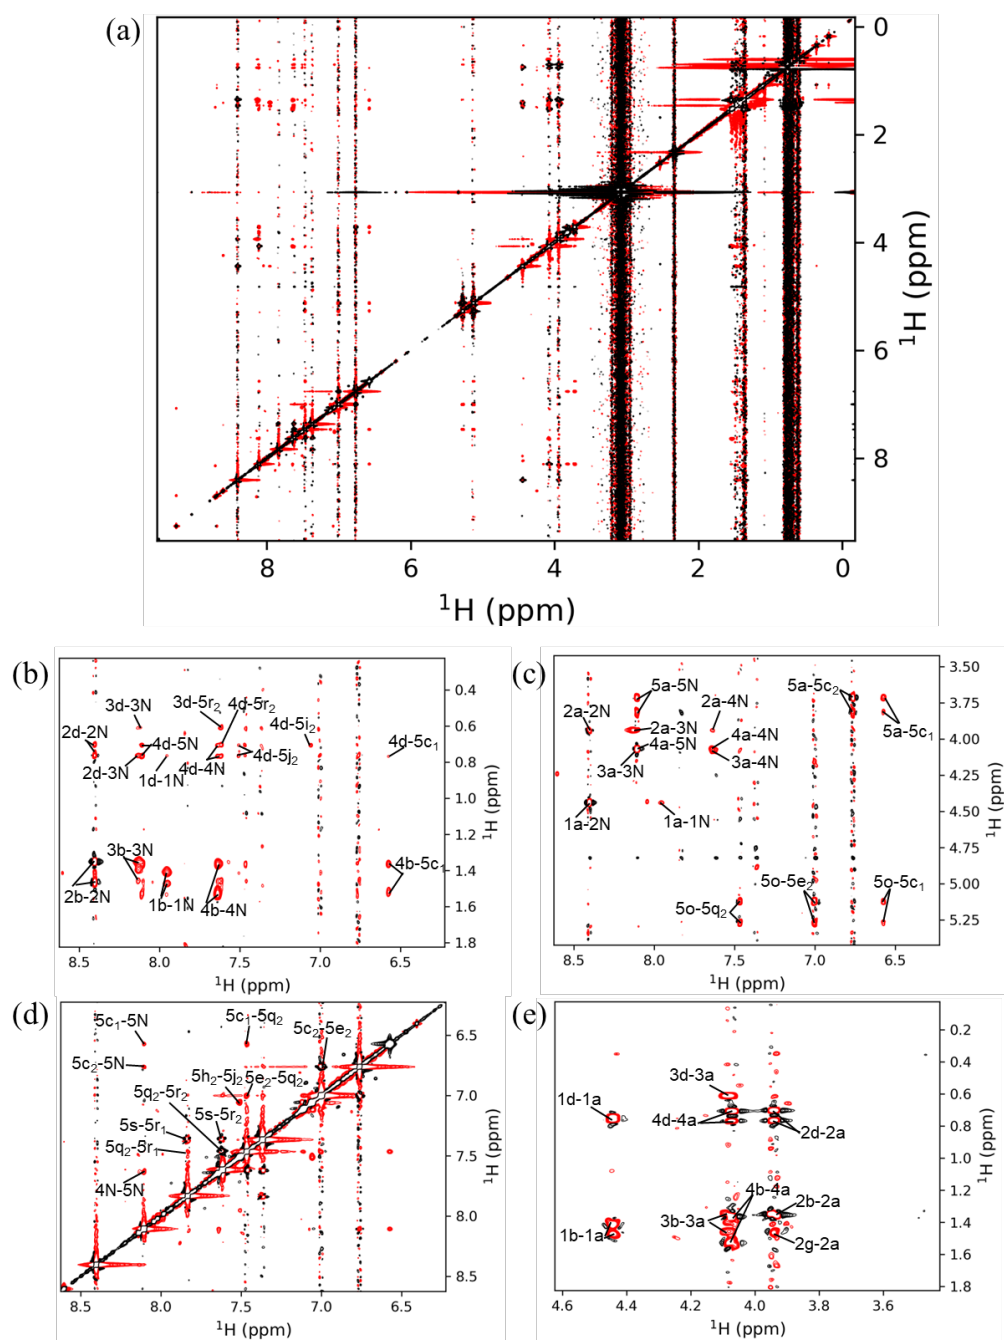 (a)
0
2
4
6
8
¹H (ppm)
8
6
4
2
0
¹H (ppm)
(b)
3d-3N
3d-5r₂
4d-5r₂
2d-2N
4d-5N
4d-5i₂
2d-3N
1d-1N
4d-4N
4d-5j₂
4d-5c₁
3b-3N
2b-2N
1b-1N
4b-4N
4b-5c₁
0.4
0.6
0.8
1.0
1.2
1.4
1.6
1.8
¹H (ppm)
8.5
8.0
7.5
7.0
6.5
¹H (ppm)
(c)
5a-5N
5a-5c₂
2a-2N
2a-3N
2a-4N
4a-5N
4a-4N
5a-5c₁
3a-3N
3a-4N
1a-2N
1a-1N
5o-5e₂
5o-5c₁
5o-5q₂
3.50
3.75
4.00
4.25
4.50
4.75
5.00
5.25
¹H (ppm)
8.5
8.0
7.5
7.0
6.5
¹H (ppm)
(d)
5c₁-5N
5c₁-5q₂
5c₂-5e₂
5c₂-5N
5h₂-5j₂
5e₂-5q₂
5q₂-5r₂
5s-5r₂
5s-5r₁
5q₂-5r₁
4N-5N
6.5
7.0
7.5
8.0
8.5
¹H (ppm)
8.5
8.0
7.5
7.0
6.5
¹H (ppm)
(e)
3d-3a
1d-1a
4d-4a
2d-2a
4b-4a
2b-2a
3b-3a
1b-1a
2g-2a
0.2
0.4
0.6
0.8
1.0
1.2
1.4
1.6
1.8
¹H (ppm)
4.6
4.4
4.2
4.0
3.8
3.6
¹H (ppm)